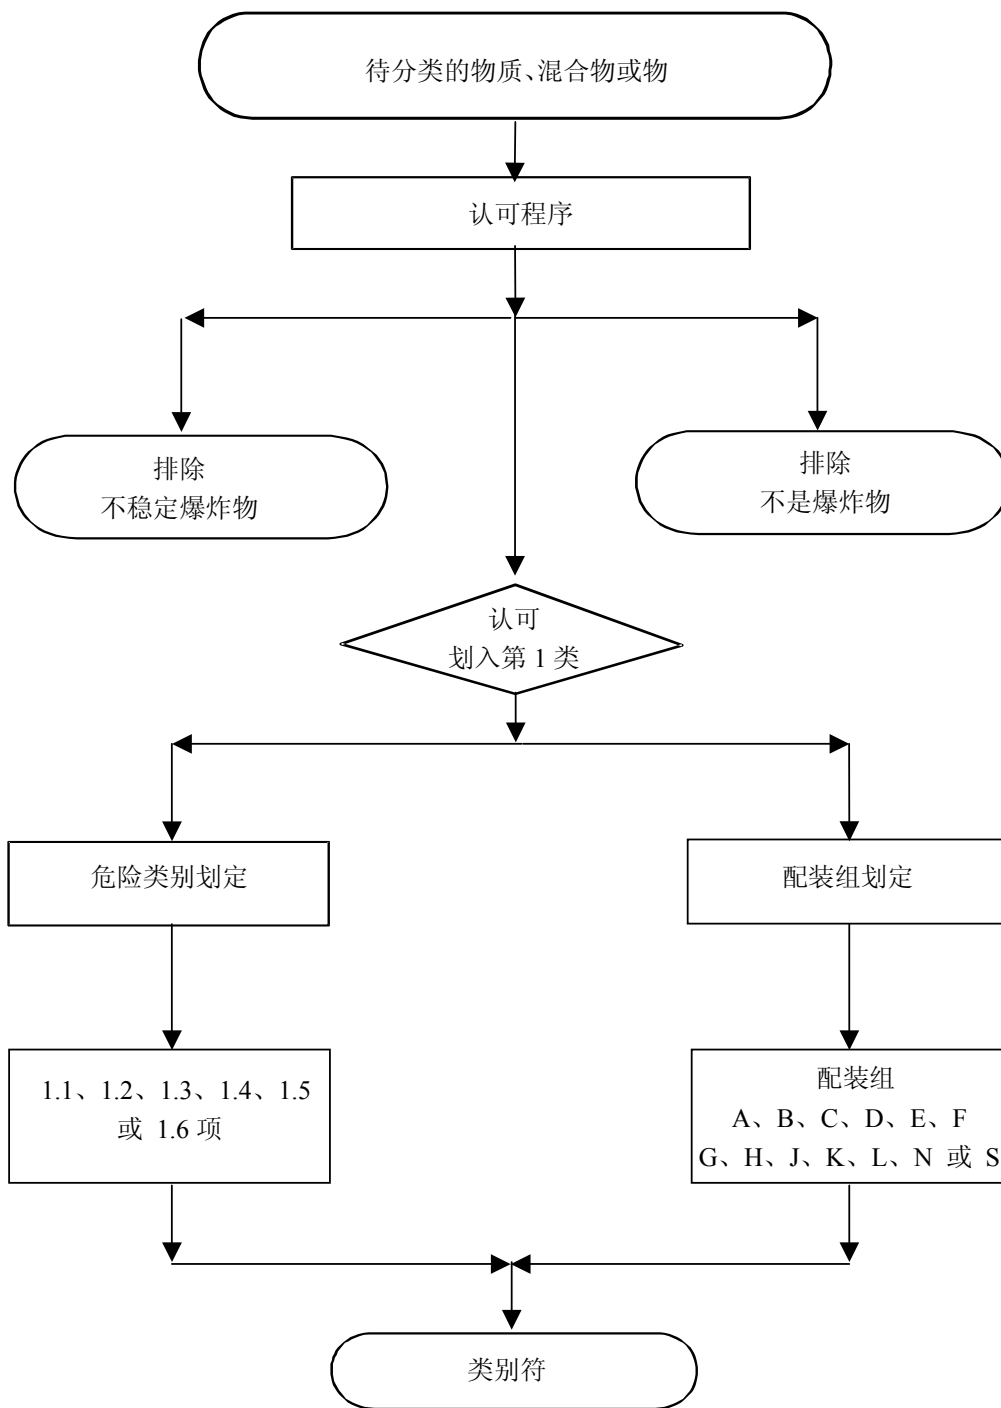 待分类的物质、混合物或物
认可程序
排除
不稳定爆炸物
排除
不是爆炸物
认可
划入第 1 类
危险类别划定
配装组划定
1.1、1.2、1.3、1.4、1.5
或 1.6 项
配装组
A、B、C、D、E、F
G、H、J、K、L、N 或 S
类别符